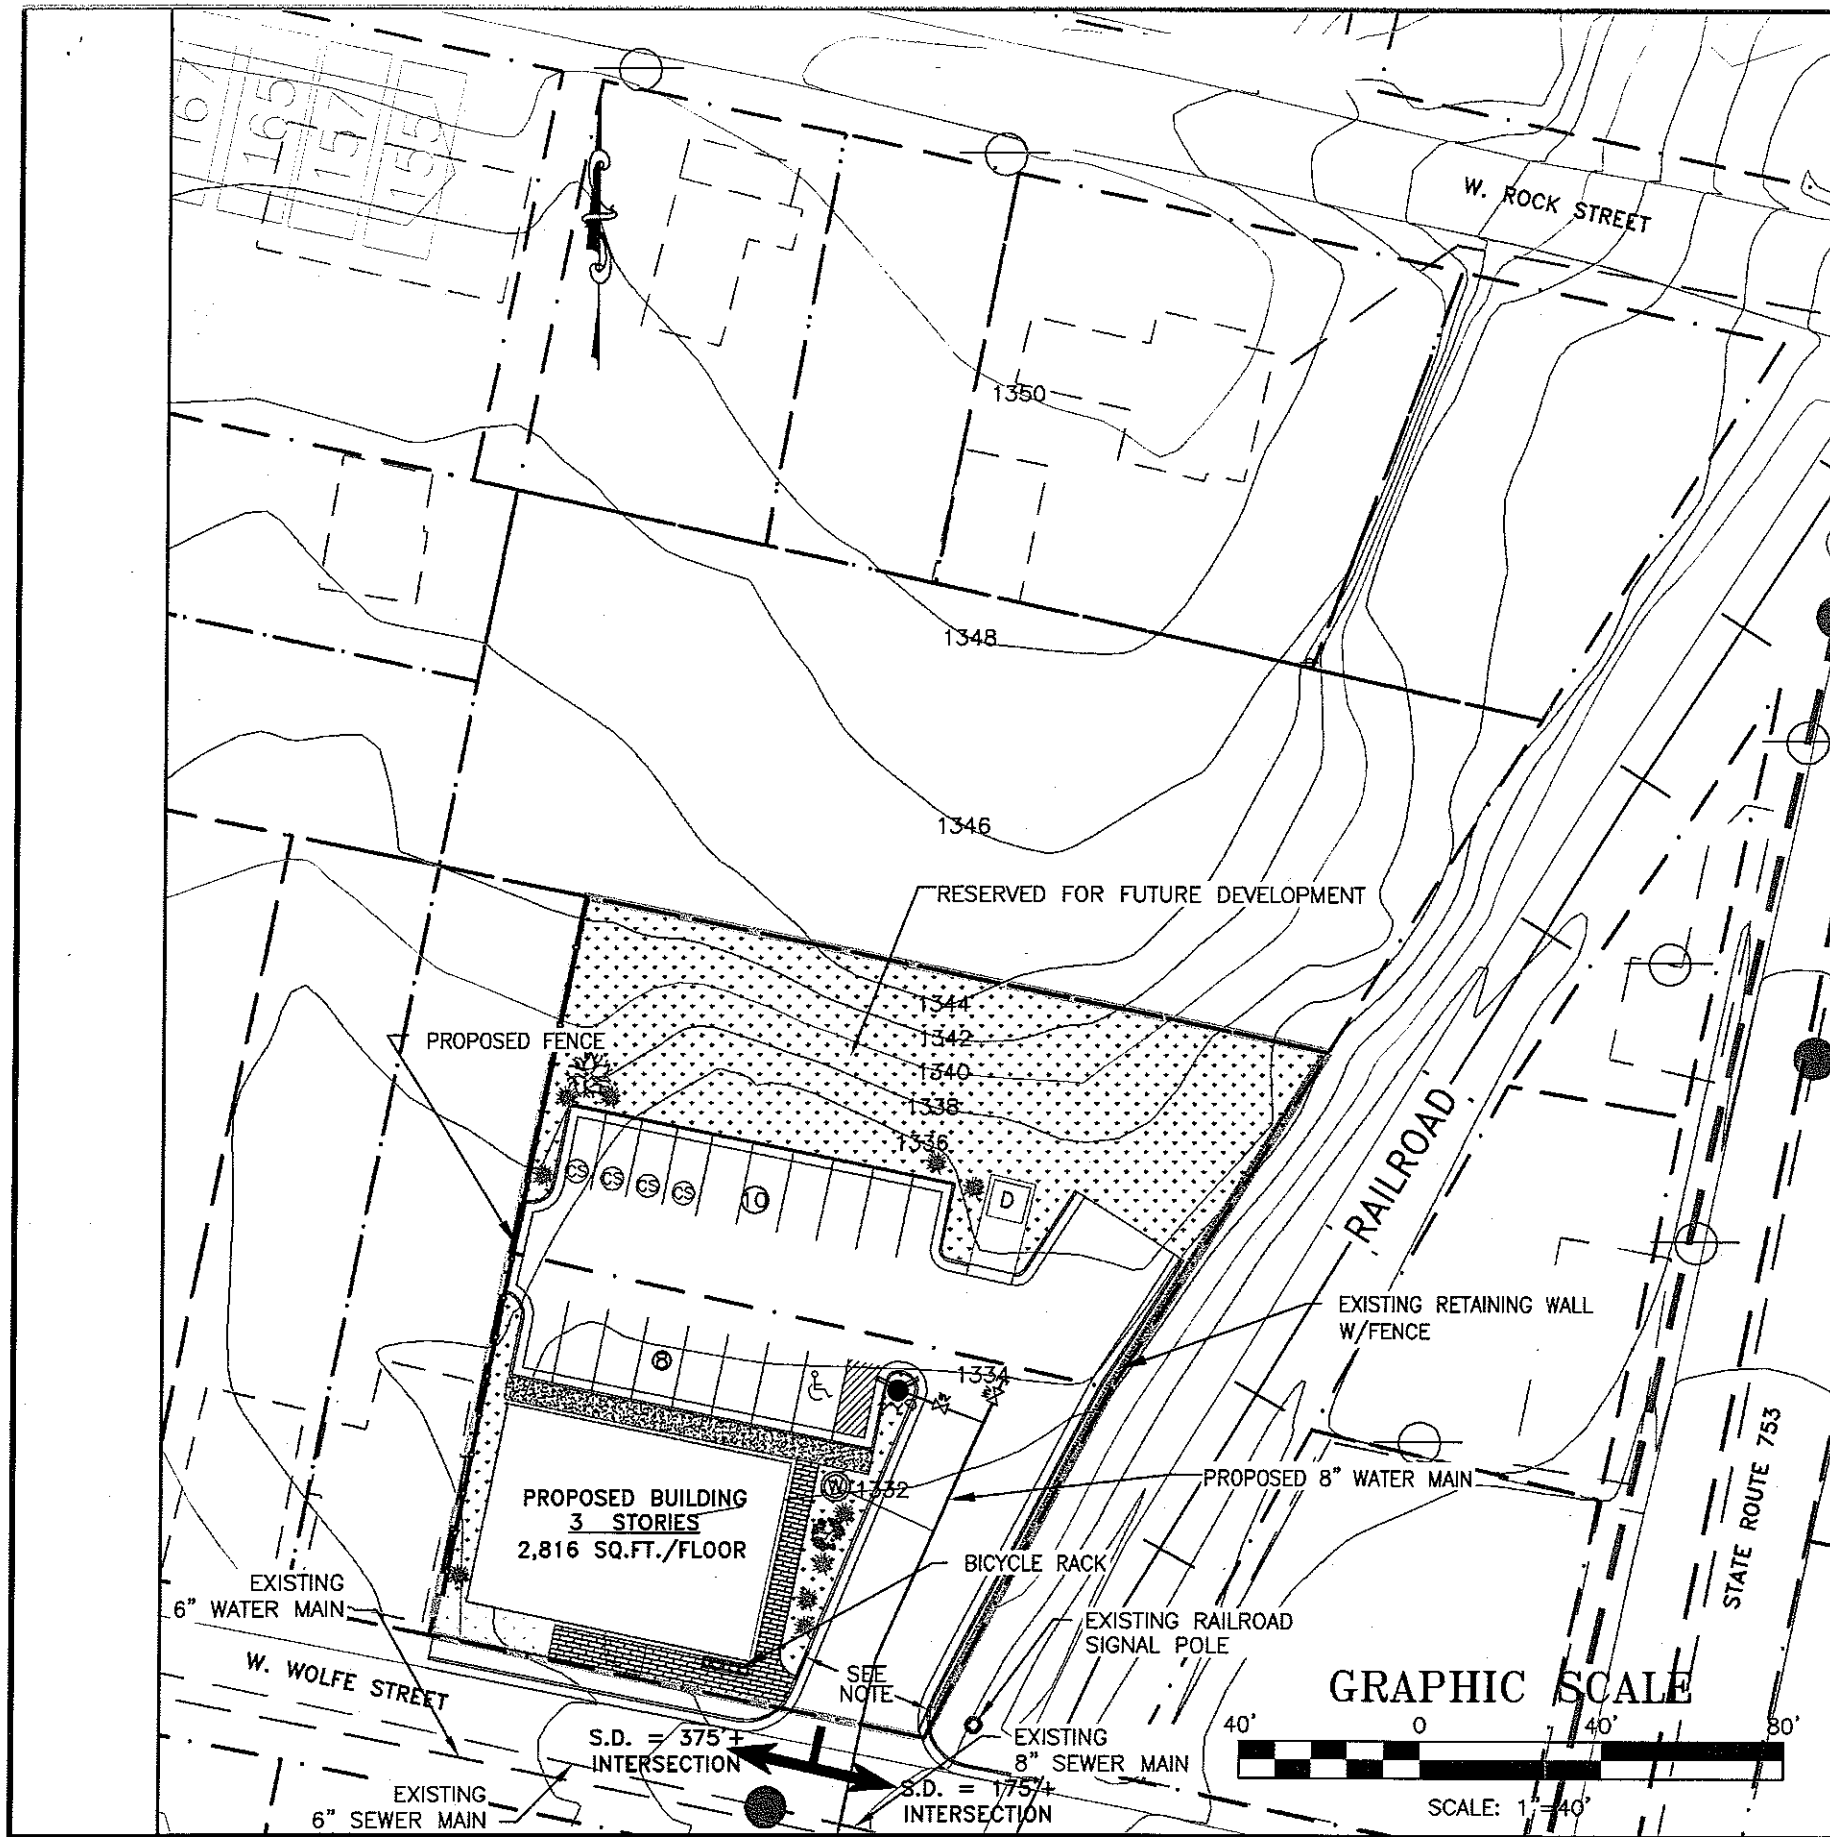 167
165
157
155
W. ROCK STREET
1350
1348
1346
RESERVED FOR FUTURE DEVELOPMENT
1344
1342
1340
1338
1336
PROPOSED FENCE
CS
CS
CS
CS
10
D
RAILROAD
EXISTING RETAINING WALL
W/FENCE
8
1334
STATE ROUTE 753
PROPOSED 8" WATER MAIN
W
1332
PROPOSED BUILDING
3 STORIES
2,816 SQ.FT./FLOOR
BICYCLE RACK
EXISTING
6" WATER MAIN
EXISTING RAILROAD
SIGNAL POLE
W. WOLFE STREET
SEE
NOTE
GRAPHIC SCALE
40' 0 40' 80'
S.D. = 375'+
INTERSECTION
EXISTING
8" SEWER MAIN
S.D. = 175'+
INTERSECTION
EXISTING
6" SEWER MAIN
SCALE: 1"=40'